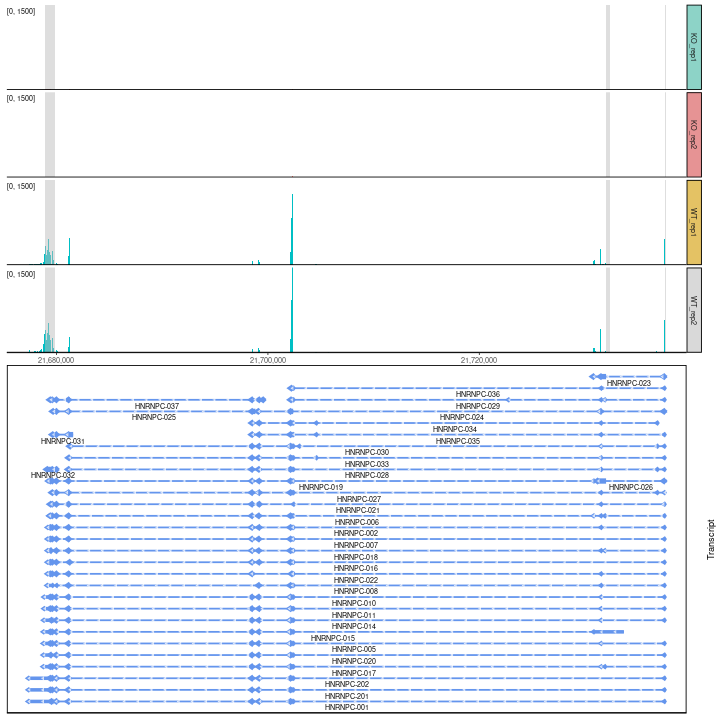 [0, 1500]
KO_rep1
[0, 1500]
KO_rep2
[0, 1500]
WT_rep1
[0, 1500]
WT_rep2
21,680,000 21,700,000 21,720,000
HNRNPC-023
HNRNPC-036
HNRNPC-037 HNRNPC-029
HNRNPC-025 HNRNPC-024
HNRNPC-034
HNRNPC-031 HNRNPC-035
HNRNPC-030
HNRNPC-033
HNRNPC-032 HNRNPC-028
HNRNPC-019 HNRNPC-026
HNRNPC-027
HNRNPC-021
HNRNPC-006
HNRNPC-002
HNRNPC-007
HNRNPC-018
HNRNPC-016
HNRNPC-022
HNRNPC-008
HNRNPC-010
HNRNPC-011
HNRNPC-014
HNRNPC-015
HNRNPC-005
HNRNPC-020
HNRNPC-017
HNRNPC-202
HNRNPC-201
HNRNPC-001
Transcript